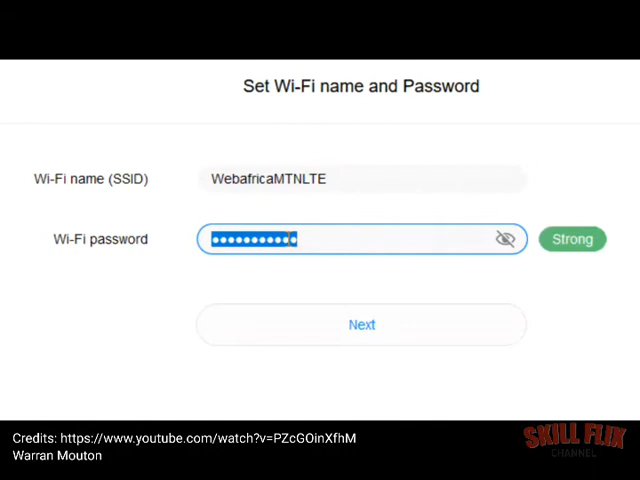 Set Wi-Fi name and Password
Wi-Fi name (SSID) WebafricaMTNLTE
Wi-Fi password ●●●●●●●●●●● Strong
Next
Credits: https://www.youtube.com/watch?v=PZcGOinXfhM
Warran Mouton
SKILL FLIX
CHANNEL